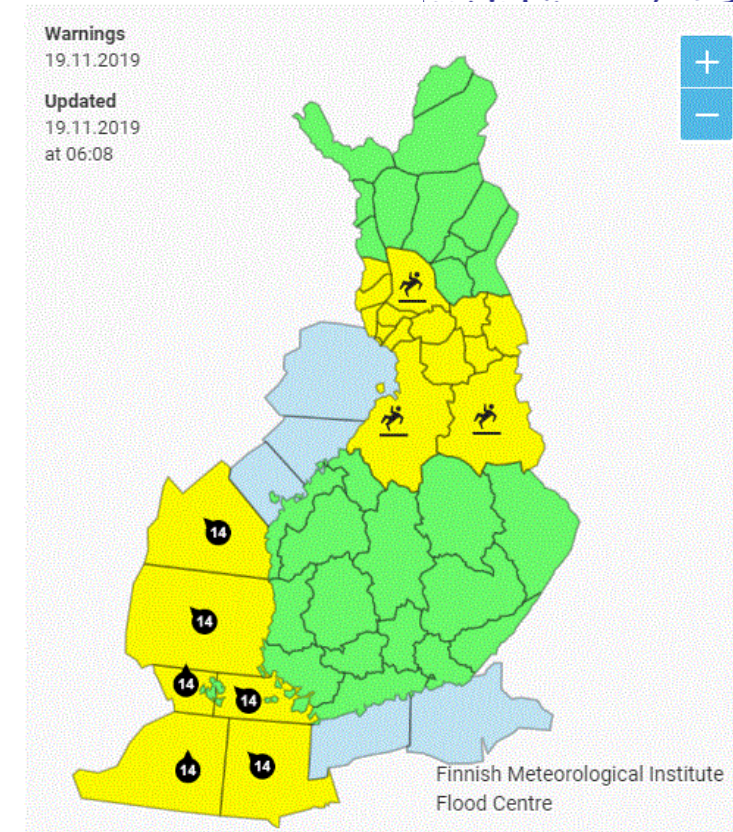 Warnings
19.11.2019
Updated
19.11.2019
at 06:08
14
14
14
14
14
14
Finnish Meteorological Institute
Flood Centre